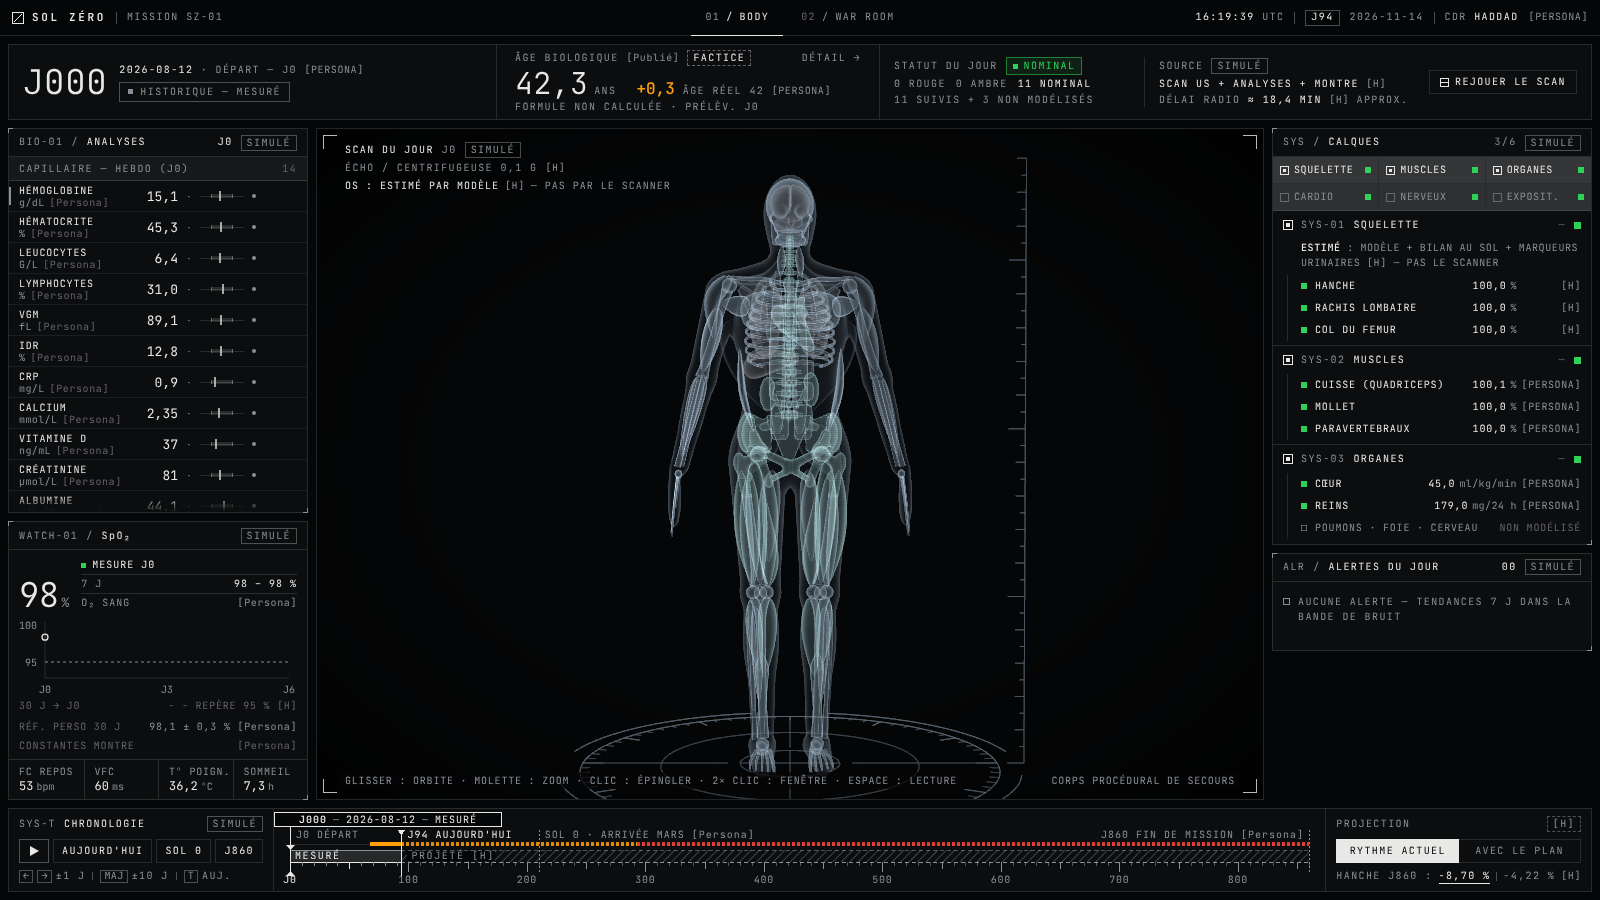 SOL ZÉRO | MISSION SZ-01
01 / BODY
02 / WAR ROOM
16:19:39 UTC | J94 2026-11-14 | CDR HADDAD [PERSONA]
J000
2026-08-12 · DÉPART — J0 [PERSONA]
HISTORIQUE — MESURÉ
ÂGE BIOLOGIQUE [Publié] FACTICE
DÉTAIL →
42,3 ANS +0,3 ÂGE RÉEL 42 [PERSONA]
FORMULE NON CALCULÉE · PRÉLÈV. J0
STATUT DU JOUR NOMINAL
0 ROUGE 0 AMBRE 11 NOMINAL
11 SUIVIS + 3 NON MODÉLISÉS
SOURCE SIMULÉ
SCAN US + ANALYSES + MONTRE [H]
DÉLAI RADIO ≈ 18,4 MIN [H] APPROX.
REJOUER LE SCAN
BIO-01 / ANALYSES J0 SIMULÉ
CAPILLAIRE — HEBDO (J0) 14
HÉMOGLOBINE
g/dL [Persona]
15,1
HÉMATOCRITE
% [Persona]
45,3
LEUCOCYTES
G/L [Persona]
6,4
LYMPHOCYTES
% [Persona]
31,0
VGM
fL [Persona]
89,1
IDR
% [Persona]
12,8
CRP
mg/L [Persona]
0,9
CALCIUM
mmol/L [Persona]
2,35
VITAMINE D
ng/mL [Persona]
37
CRÉATININE
µmol/L [Persona]
81
ALBUMINE
44,1
WATCH-01 / SpO₂ SIMULÉ
98 %
MESURE J0
7 J 98 – 98 %
O₂ SANG [Persona]
100
95
J0 J3 J6
30 J → J0 - - REPÈRE 95 % [H]
RÉF. PERSO 30 J 98,1 ± 0,3 % [Persona]
CONSTANTES MONTRE [Persona]
FC REPOS
53 bpm
VFC
60 ms
T° POIGN.
36,2 °C
SOMMEIL
7,3 h
SCAN DU JOUR J0 SIMULÉ
ÉCHO / CENTRIFUGEUSE 0,1 G [H]
OS : ESTIMÉ PAR MODÈLE [H] — PAS PAR LE SCANNER
GLISSER : ORBITE · MOLETTE : ZOOM · CLIC : ÉPINGLER · 2× CLIC : FENÊTRE · ESPACE : LECTURE
CORPS PROCÉDURAL DE SECOURS
SYS / CALQUES 3/6 SIMULÉ
SQUELETTE MUSCLES ORGANES
CARDIO NERVEUX EXPOSIT.
SYS-01 SQUELETTE —
ESTIMÉ : MODÈLE + BILAN AU SOL + MARQUEURS
URINAIRES [H] — PAS LE SCANNER
HANCHE 100,0 % [H]
RACHIS LOMBAIRE 100,0 % [H]
COL DU FEMUR 100,0 % [H]
SYS-02 MUSCLES —
CUISSE (QUADRICEPS) 100,1 % [PERSONA]
MOLLET 100,0 % [PERSONA]
PARAVERTEBRAUX 100,0 % [PERSONA]
SYS-03 ORGANES —
CŒUR 45,0 ml/kg/min [PERSONA]
REINS 179,0 mg/24 h [PERSONA]
POUMONS · FOIE · CERVEAU NON MODÉLISÉ
ALR / ALERTES DU JOUR 00 SIMULÉ
AUCUNE ALERTE — TENDANCES 7 J DANS LA
BANDE DE BRUIT
SYS-T CHRONOLOGIE SIMULÉ
AUJOURD'HUI SOL 0 J860
← → ±1 J | MAJ ±10 J | T AUJ.
J000 — 2026-08-12 — MESURÉ
J0 DÉPART J94 AUJOURD'HUI SOL 0 · ARRIVÉE MARS [Persona] J860 FIN DE MISSION [Persona]
MESURÉ PROJETÉ [H]
J0 100 200 300 400 500 600 700 800
PROJECTION [H]
RYTHME ACTUEL AVEC LE PLAN
HANCHE J860 : -8,70 % | -4,22 % [H]